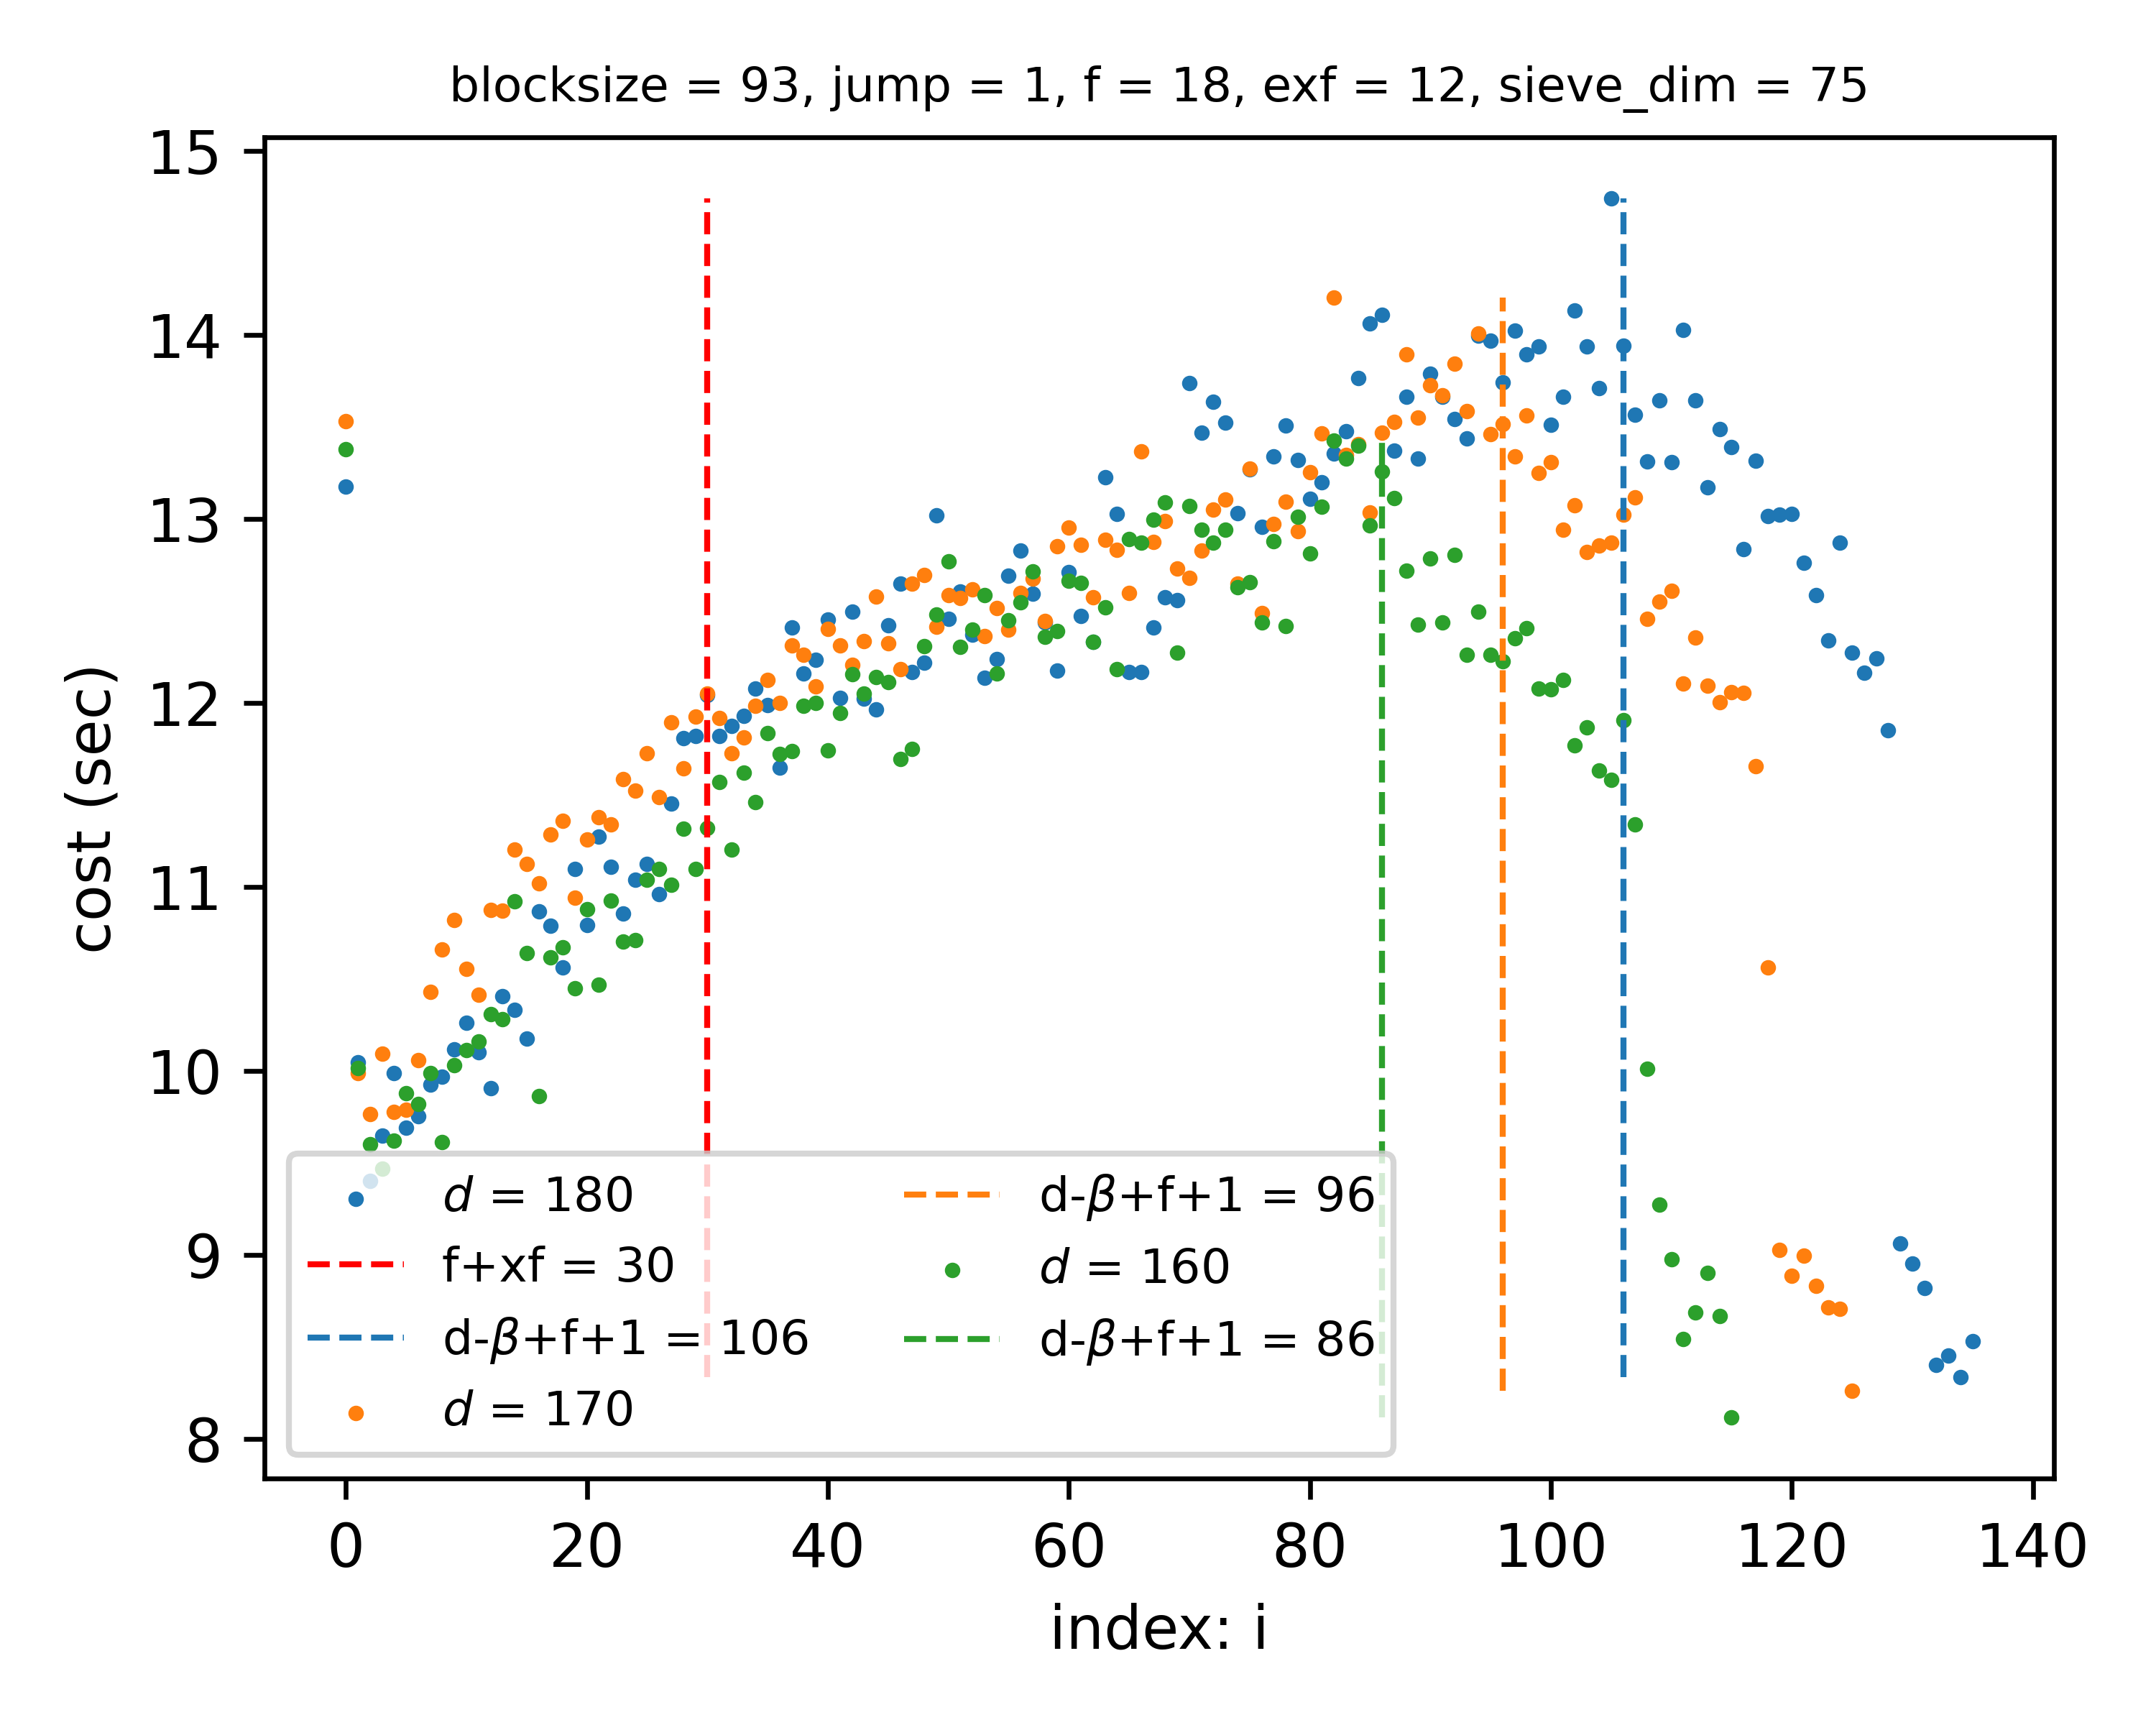 blocksize = 93, jump = 1, f = 18, exf = 12, sieve_dim = 75
15
14
13
12
11
10
9
8
cost (sec)
d = 180
f+xf = 30
d-β+f+1 = 106
d = 170
d-β+f+1 = 96
d = 160
d-β+f+1 = 86
0 20 40 60 80 100 120 140
index: i